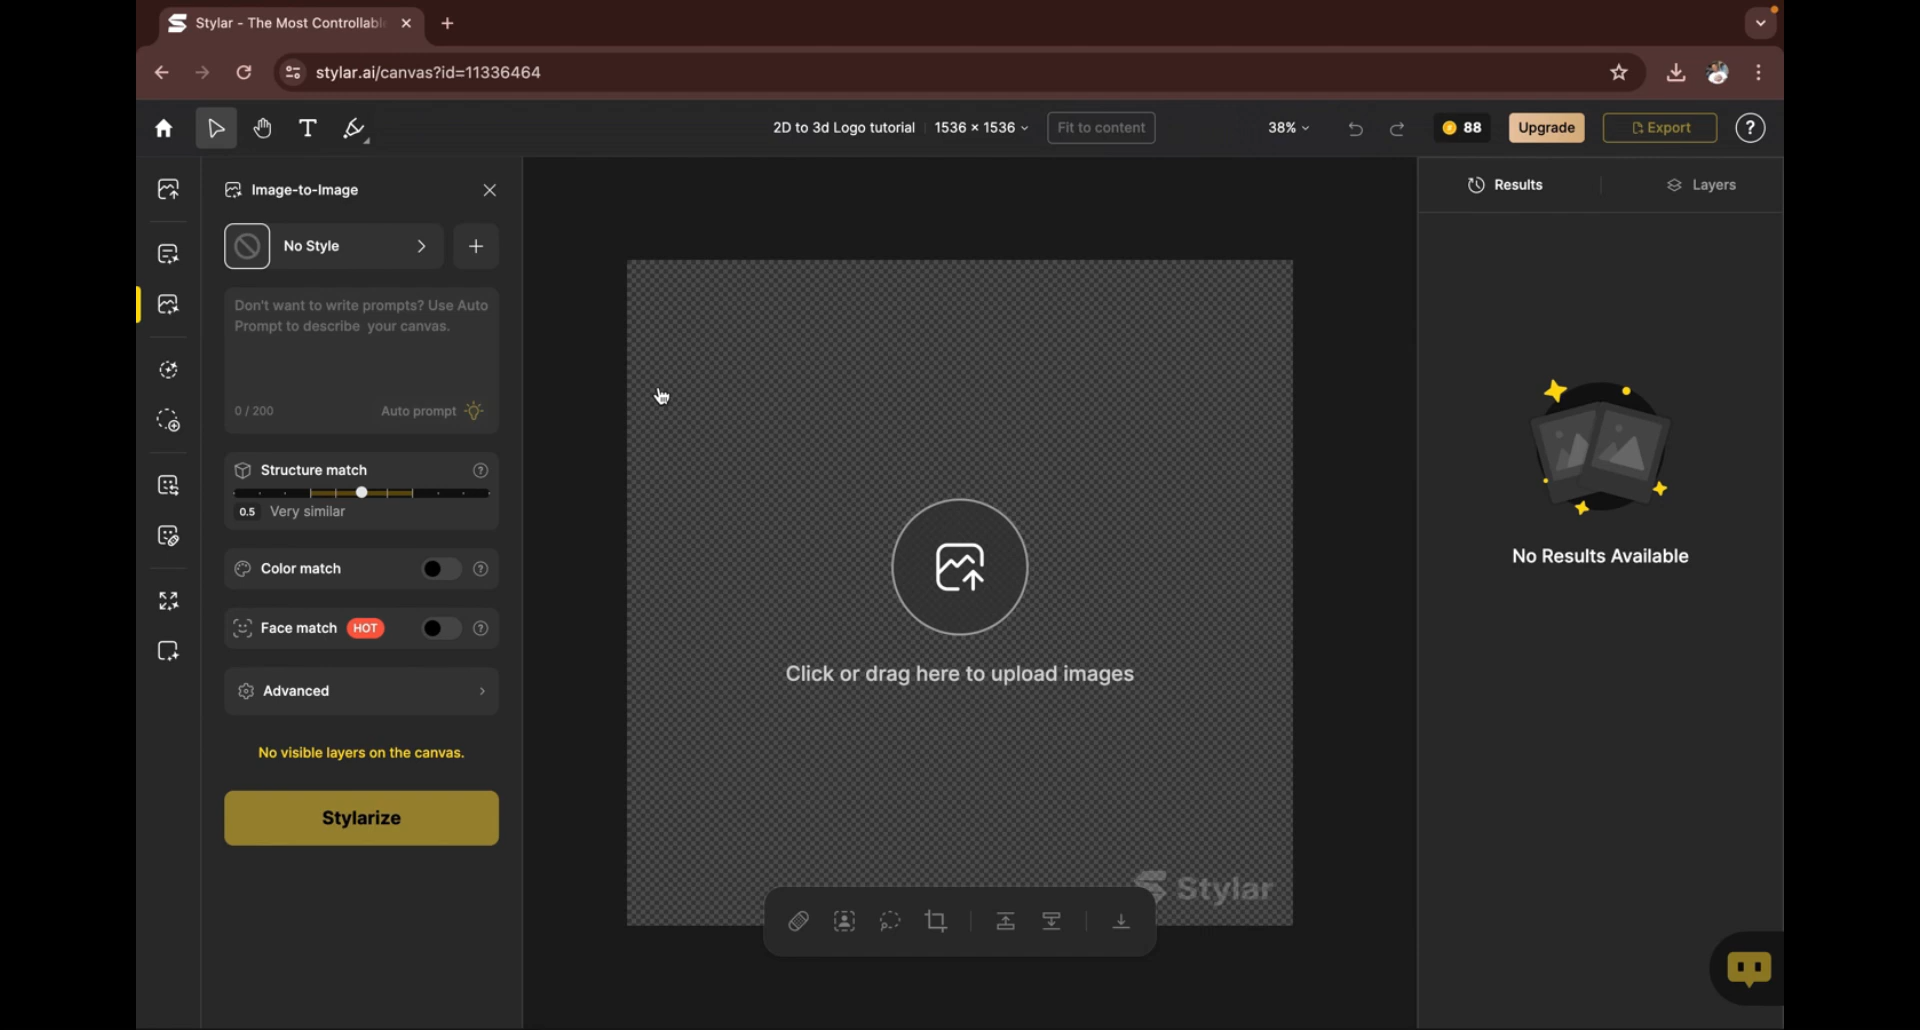 Stylar - The Most Controllabl
stylar.ai/canvas?id=11336464
2D to 3d Logo tutorial
1536 × 1536
Fit to content
38%
88
Upgrade
Export
Image-to-Image
No Style
Don't want to write prompts? Use Auto
Prompt to describe your canvas.
0 / 200
Auto prompt
Structure match
0.5
Very similar
Color match
Face match
HOT
Advanced
No visible layers on the canvas.
Stylarize
Click or drag here to upload images
Stylar
Results
Layers
No Results Available